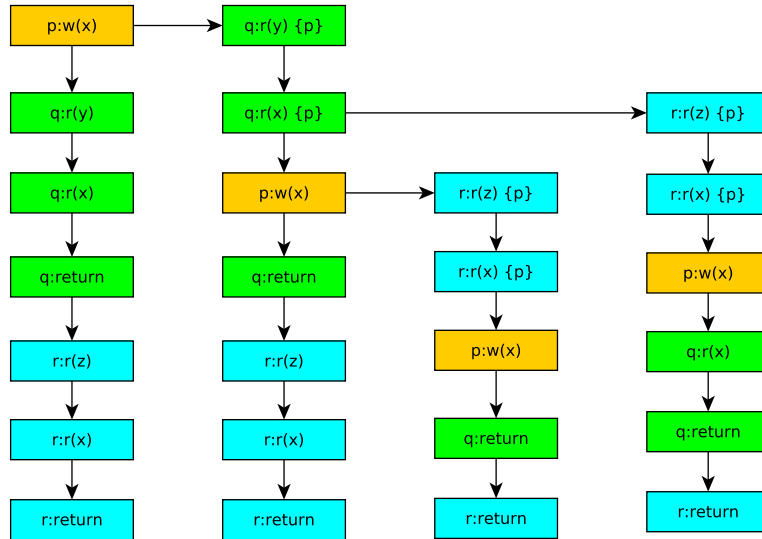 p:w(x)
q:r(y)
q:r(x)
q:return
r:r(z)
r:r(x)
r:return
q:r(y) {p}
q:r(x) {p}
p:w(x)
q:return
r:r(z)
r:r(x)
r:return
r:r(z) {p}
r:r(x) {p}
p:w(x)
q:return
r:return
r:r(z) {p}
r:r(x) {p}
p:w(x)
q:r(x)
q:return
r:return